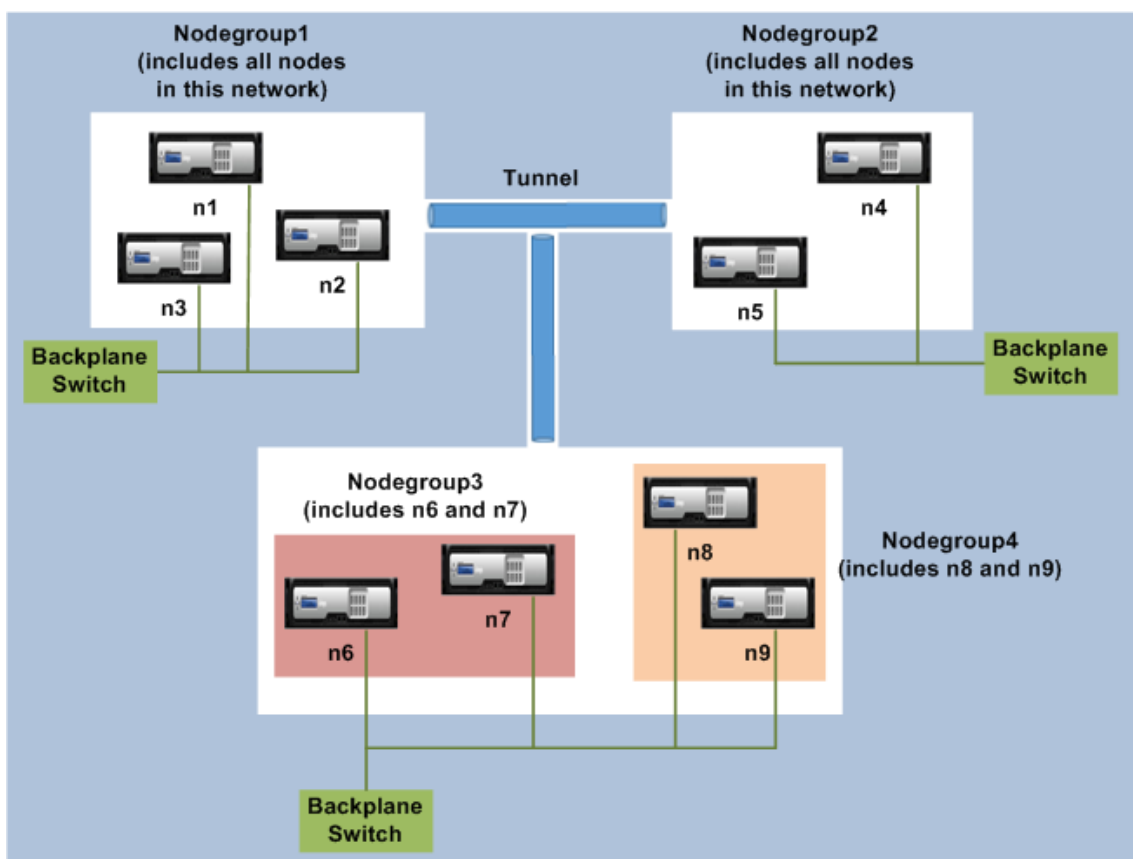 Nodegroup1
(includes all nodes
in this network)
Nodegroup2
(includes all nodes
in this network)
Tunnel
n1
n2
n3
n4
n5
Backplane
Switch
Backplane
Switch
Nodegroup3
(includes n6 and n7)
n6
n7
n8
n9
Nodegroup4
(includes n8 and n9)
Backplane
Switch